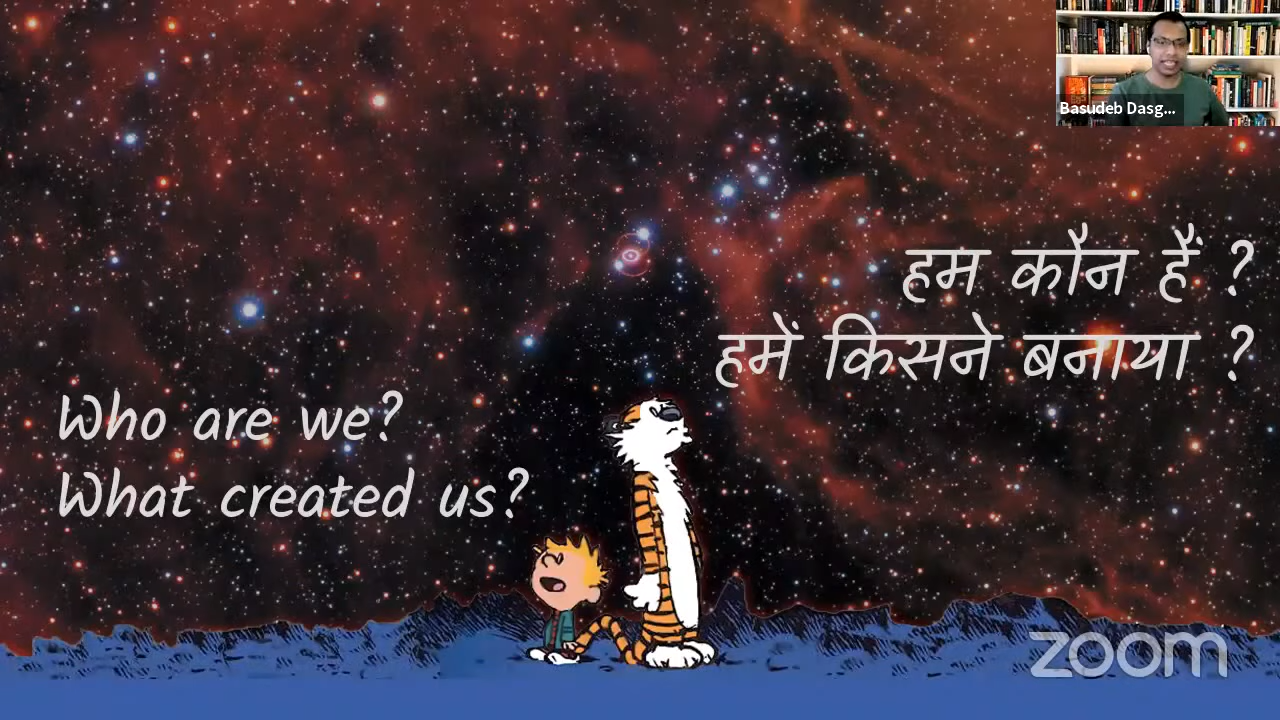 Basudeb Dasg...
हम कौन हैं ?
हमें किसने बनाया ?
Who are we?
What created us?
zoom